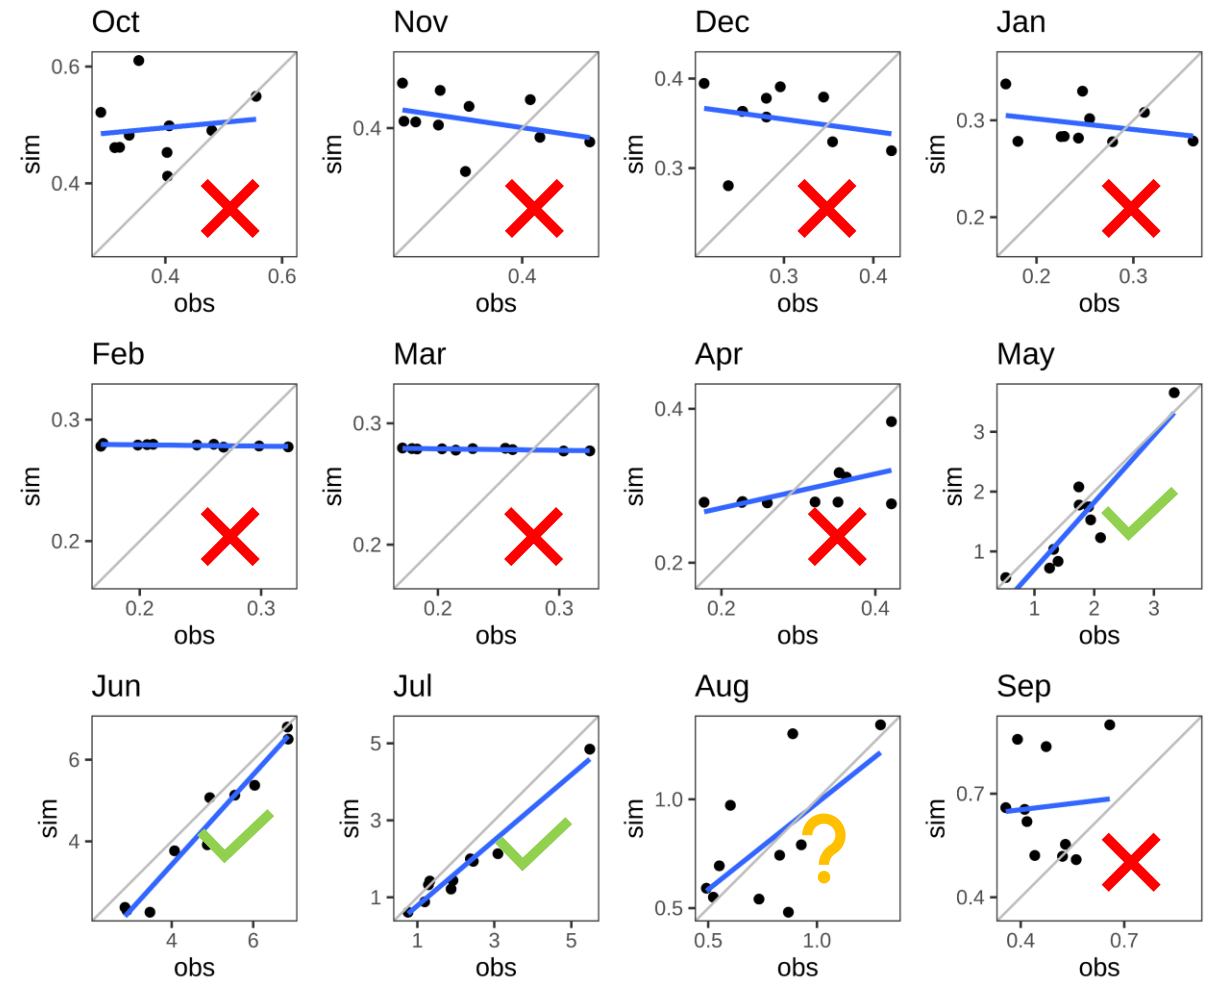 Oct Nov Dec Jan
0.6 0.4
sim
0.4 0.6
obs
0.4
sim
0.4
obs
0.4 0.3
sim
0.3 0.4
obs
0.3 0.2
sim
0.2 0.3
obs
Feb Mar Apr May
0.3 0.2
sim
0.2 0.3
obs
0.3 0.2
sim
0.2 0.3
obs
0.4 0.2
sim
0.2 0.4
obs
3 2 1
sim
1 2 3
obs
Jun Jul Aug Sep
6 4
sim
4 6
obs
5 3 1
sim
1 3 5
obs
1.0 0.5
sim
?
0.5 1.0
obs
0.7 0.4
sim
0.4 0.7
obs